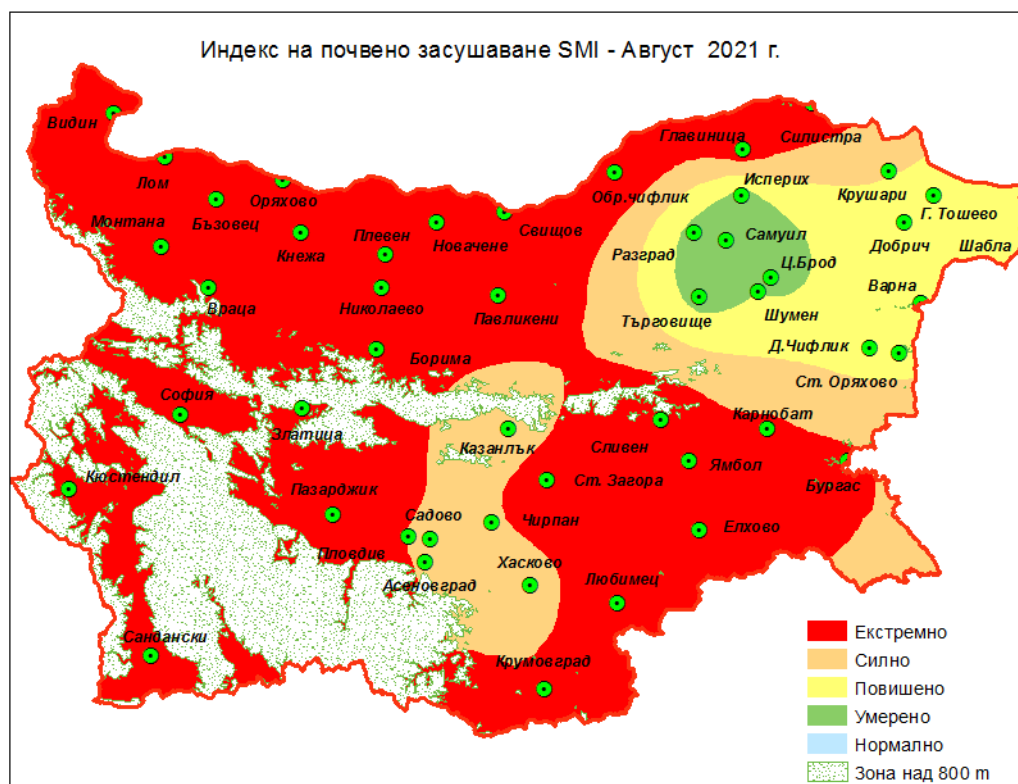 Индекс на почвено засушаване SMI - Август 2021 г.
Видин
Главиница
Силистра
Лом
Оряхово
Обр.чифлик
Исперих
Крушари
Монтана
Бъзовец
Плевен
Новачене
Свищов
Г. Тошево
Кнежа
Разград
Самуил
Добрич
Шабла
Ц.Брод
Враца
Николаево
Павликени
Варна
Търговище
Шумен
Борима
Д.Чифлик
София
Ст. Оряхово
Златица
Казанлък
Сливен
Карнобат
Кюстендил
Пазарджик
Ст. Загора
Ямбол
Бургас
Садово
Чирпан
Елхово
Пловдив
Хасково
Асеновград
Любимец
Сандански
Крумовград
Екстремно
Силно
Повишено
Умерено
Нормално
Зона над 800 m